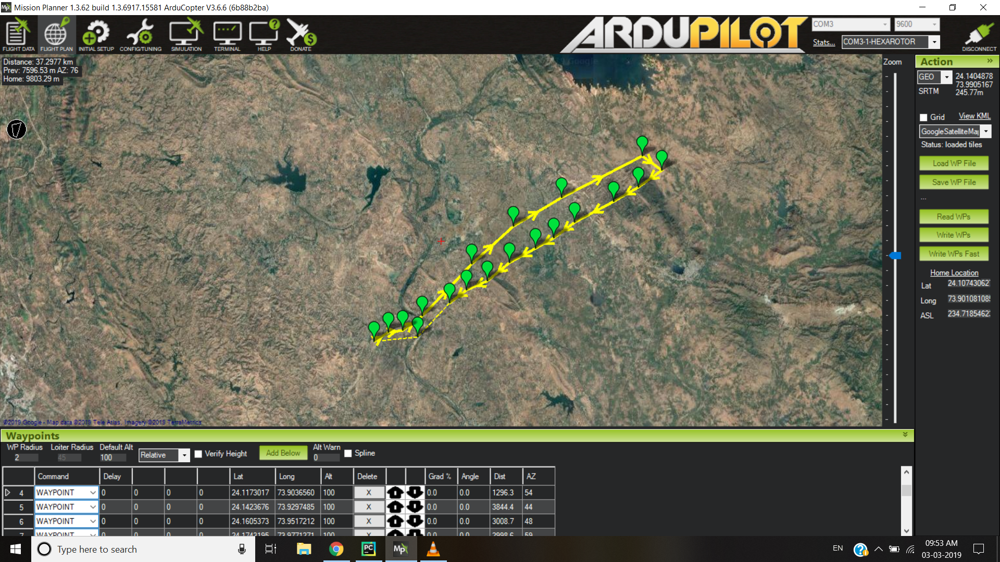 Mission Planner 1.3.62 build 1.3.6917.15581 ArduCopter V3.6.6 (6b88b2ba)
FLIGHT DATA FLIGHT PLAN INITIAL SETUP CONFIG/TUNING SIMULATION TERMINAL HELP DONATE
ARDUPILOT
COM3 9600
Stats... COM3-1-HEXAROTOR
DISCONNECT
Distance: 37.2977 km
Prev: 7596.53 m AZ: 76
Home: 9803.29 m
Google
Zoom
Action
GEO 24.1404878
73.9905167
SRTM 245.77m
Grid View KML
GoogleSatelliteMap
Status: loaded tiles
Load WP File
Save WP File
...
Read WPs
Write WPs
Write WPs Fast
Home Location
Lat 24.10743062
Long 73.90108108
ASL 234.7185462
©2019 Google - Map data ©2019 Tele Atlas, Imagery ©2019 TerraMetrics
Waypoints
WP Radius Loiter Radius Default Alt Alt Warn
2 45 100 Relative Verify Height Add Below 0 Spline
Command Delay Lat Long Alt Delete Grad % Angle Dist AZ
4 WAYPOINT 0 0 0 0 24.1173017 73.9036560 100 X 0.0 0.0 1296.3 54
5 WAYPOINT 0 0 0 0 24.1423676 73.9297485 100 X 0.0 0.0 3844.4 44
6 WAYPOINT 0 0 0 0 24.1605373 73.9517212 100 X 0.0 0.0 3008.7 48
7 WAYPOINT 0 0 0 0 24.1743195 73.9771271 100 X 0.0 0.0 2998.6 59
Type here to search
PC
Mp
EN
09:53 AM
03-03-2019